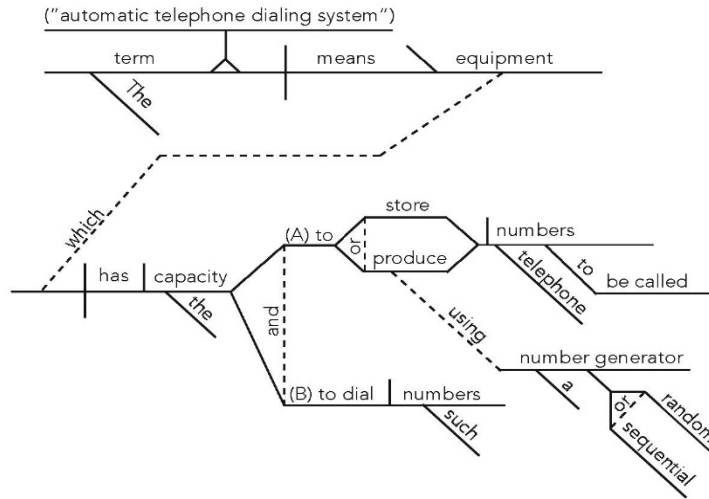 ("automatic telephone dialing system")
term means equipment
The
which
store
(A) to or numbers
produce
has capacity telephone to be called
the
and
using
number generator
(B) to dial numbers a or random
such sequential